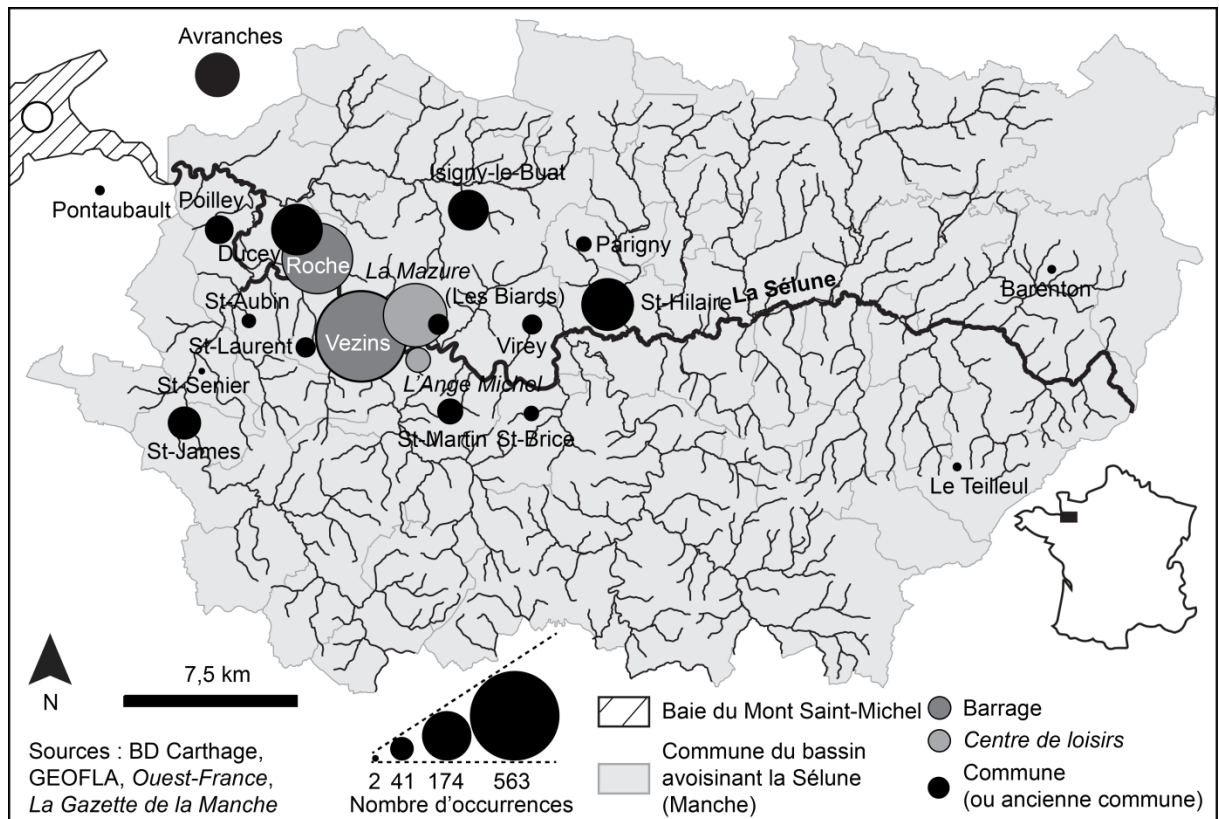 Avranches
Pontaubault
Poilley
Isigny-le-Buat
Ducey
Roche
Parigny
La Mazure
(Les Biards)
La Sélune
Barenton
St-Aubin
St-Hilaire
St-Laurent
Vezins
Virey
St-Senier
L'Ange Michel
St-James
St-Martin
St-Brice
Le Teilleul
N
7,5 km
Sources : BD Carthage,
GEOFLA, Ouest-France,
La Gazette de la Manche
2 41 174 563
Nombre d'occurrences
Baie du Mont Saint-Michel
Commune du bassin
avoisinant la Sélune
(Manche)
Barrage
Centre de loisirs
Commune
(ou ancienne commune)